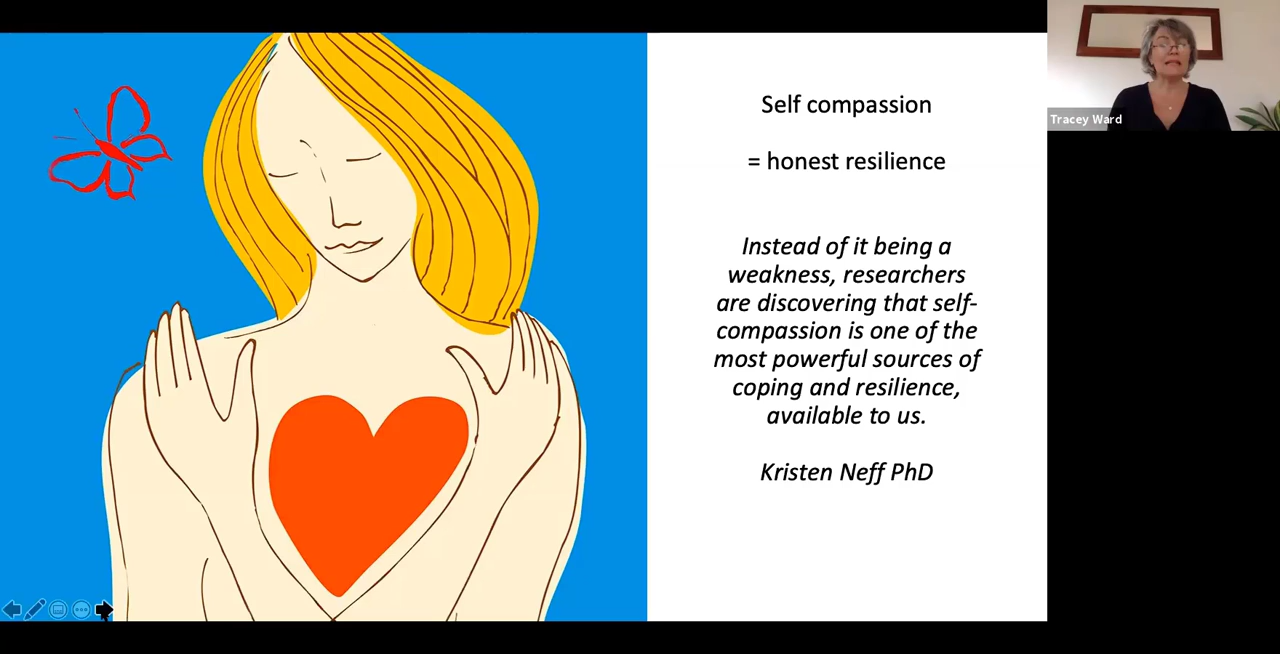 Self compassion
= honest resilience
Instead of it being a
weakness, researchers
are discovering that self-
compassion is one of the
most powerful sources of
coping and resilience,
available to us.
Kristen Neff PhD
Tracey Ward